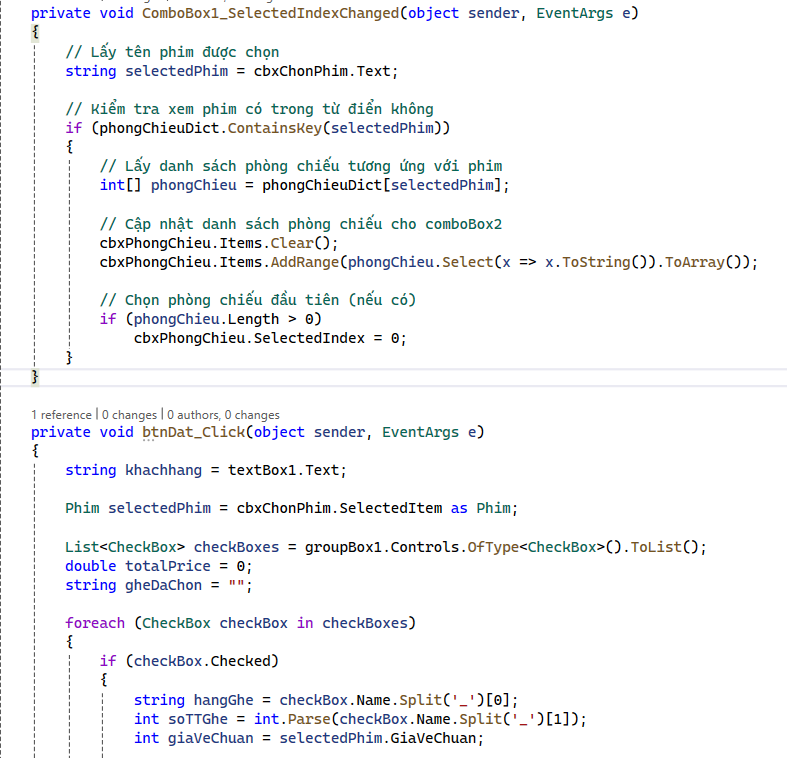 private void ComboBox1_SelectedIndexChanged(object sender, EventArgs e)
{
// Lấy tên phim được chọn
string selectedPhim = cbxChonPhim.Text;
// Kiểm tra xem phim có trong từ điển không
if (phongChieuDict.ContainsKey(selectedPhim))
{
// Lấy danh sách phòng chiếu tương ứng với phim
int[] phongChieu = phongChieuDict[selectedPhim];
// Cập nhật danh sách phòng chiếu cho comboBox2
cbxPhongChieu.Items.Clear();
cbxPhongChieu.Items.AddRange(phongChieu.Select(x => x.ToString()).ToArray());
// Chọn phòng chiếu đầu tiên (nếu có)
if (phongChieu.Length > 0)
cbxPhongChieu.SelectedIndex = 0;
}
}
1 reference | 0 changes | 0 authors, 0 changes
private void btnDat_Click(object sender, EventArgs e)
{
string khachhang = textBox1.Text;
Phim selectedPhim = cbxChonPhim.SelectedItem as Phim;
List<CheckBox> checkBoxes = groupBox1.Controls.OfType<CheckBox>().ToList();
double totalPrice = 0;
string gheDaChon = "";
foreach (CheckBox checkBox in checkBoxes)
{
if (checkBox.Checked)
{
string hangGhe = checkBox.Name.Split('_')[0];
int soTTGhe = int.Parse(checkBox.Name.Split('_')[1]);
int giaVeChuan = selectedPhim.GiaVeChuan;